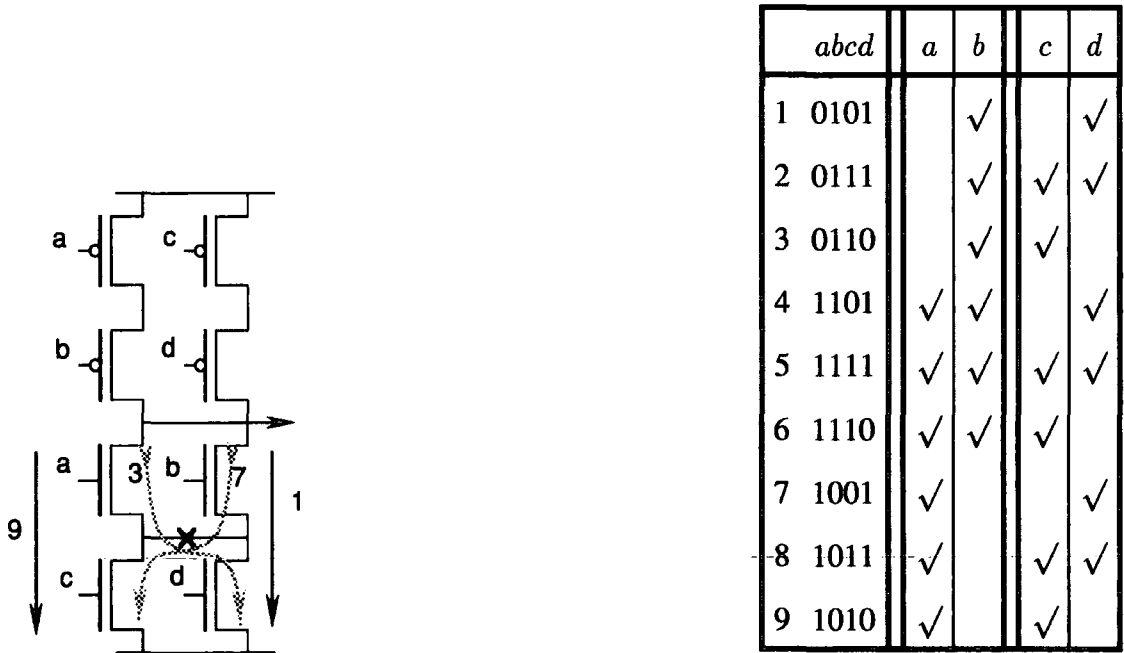 a c
b d
a 3 b 7
9 1
c d
abcd a b c d
1 0101 √ √
2 0111 √ √ √
3 0110 √ √
4 1101 √ √ √
5 1111 √ √ √ √
6 1110 √ √ √
7 1001 √ √
8 1011 √ √ √
9 1010 √ √